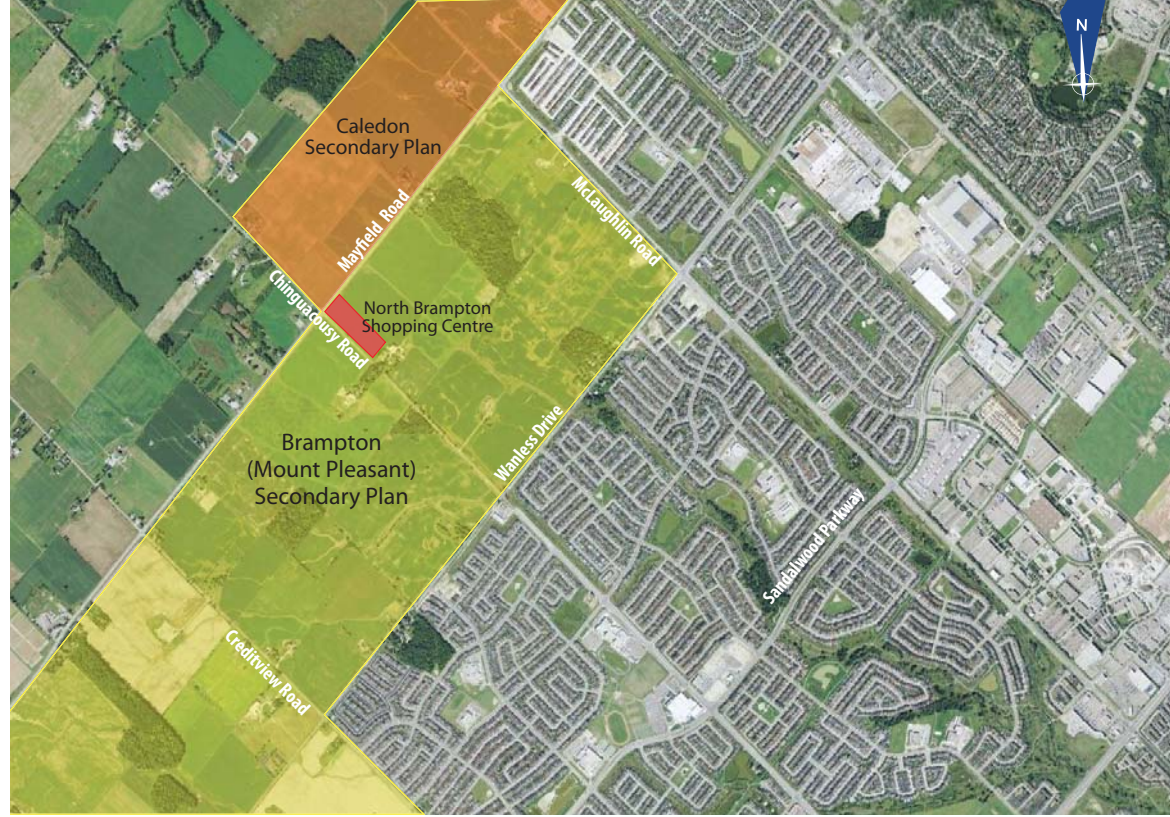 N
Caledon
Secondary Plan
Mayfield Road
McLaughlin Road
Chinguacousy Road
North Brampton
Shopping Centre
Brampton
(Mount Pleasant)
Secondary Plan
Wanless Drive
Sandalwood Parkway
Creditview Road